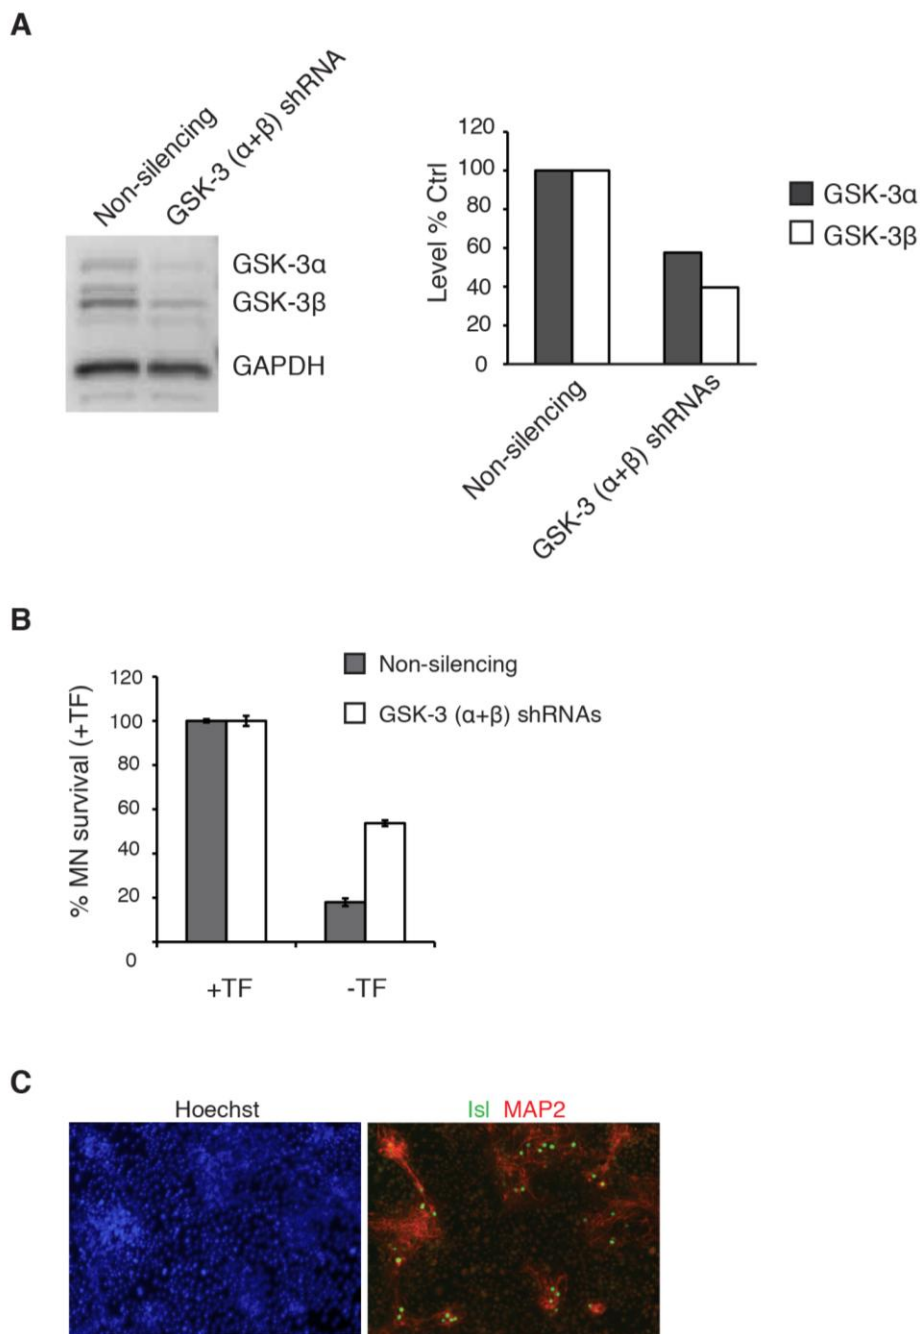 A
Non-silencing
GSK-3 (α+β) shRNA
GSK-3α
GSK-3β
GAPDH
Level % Ctrl
120
100
80
60
40
20
0
Non-silencing
GSK-3 (α+β) shRNAs
GSK-3α
GSK-3β
B
% MN survival (+TF)
120
100
80
60
40
20
0
+TF
-TF
Non-silencing
GSK-3 (α+β) shRNAs
C
Hoechst
Isl MAP2